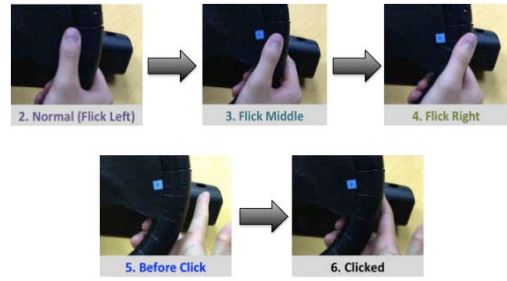 2. Normal (Flick Left)
3. Flick Middle
4. Flick Right
5. Before Click
6. Clicked